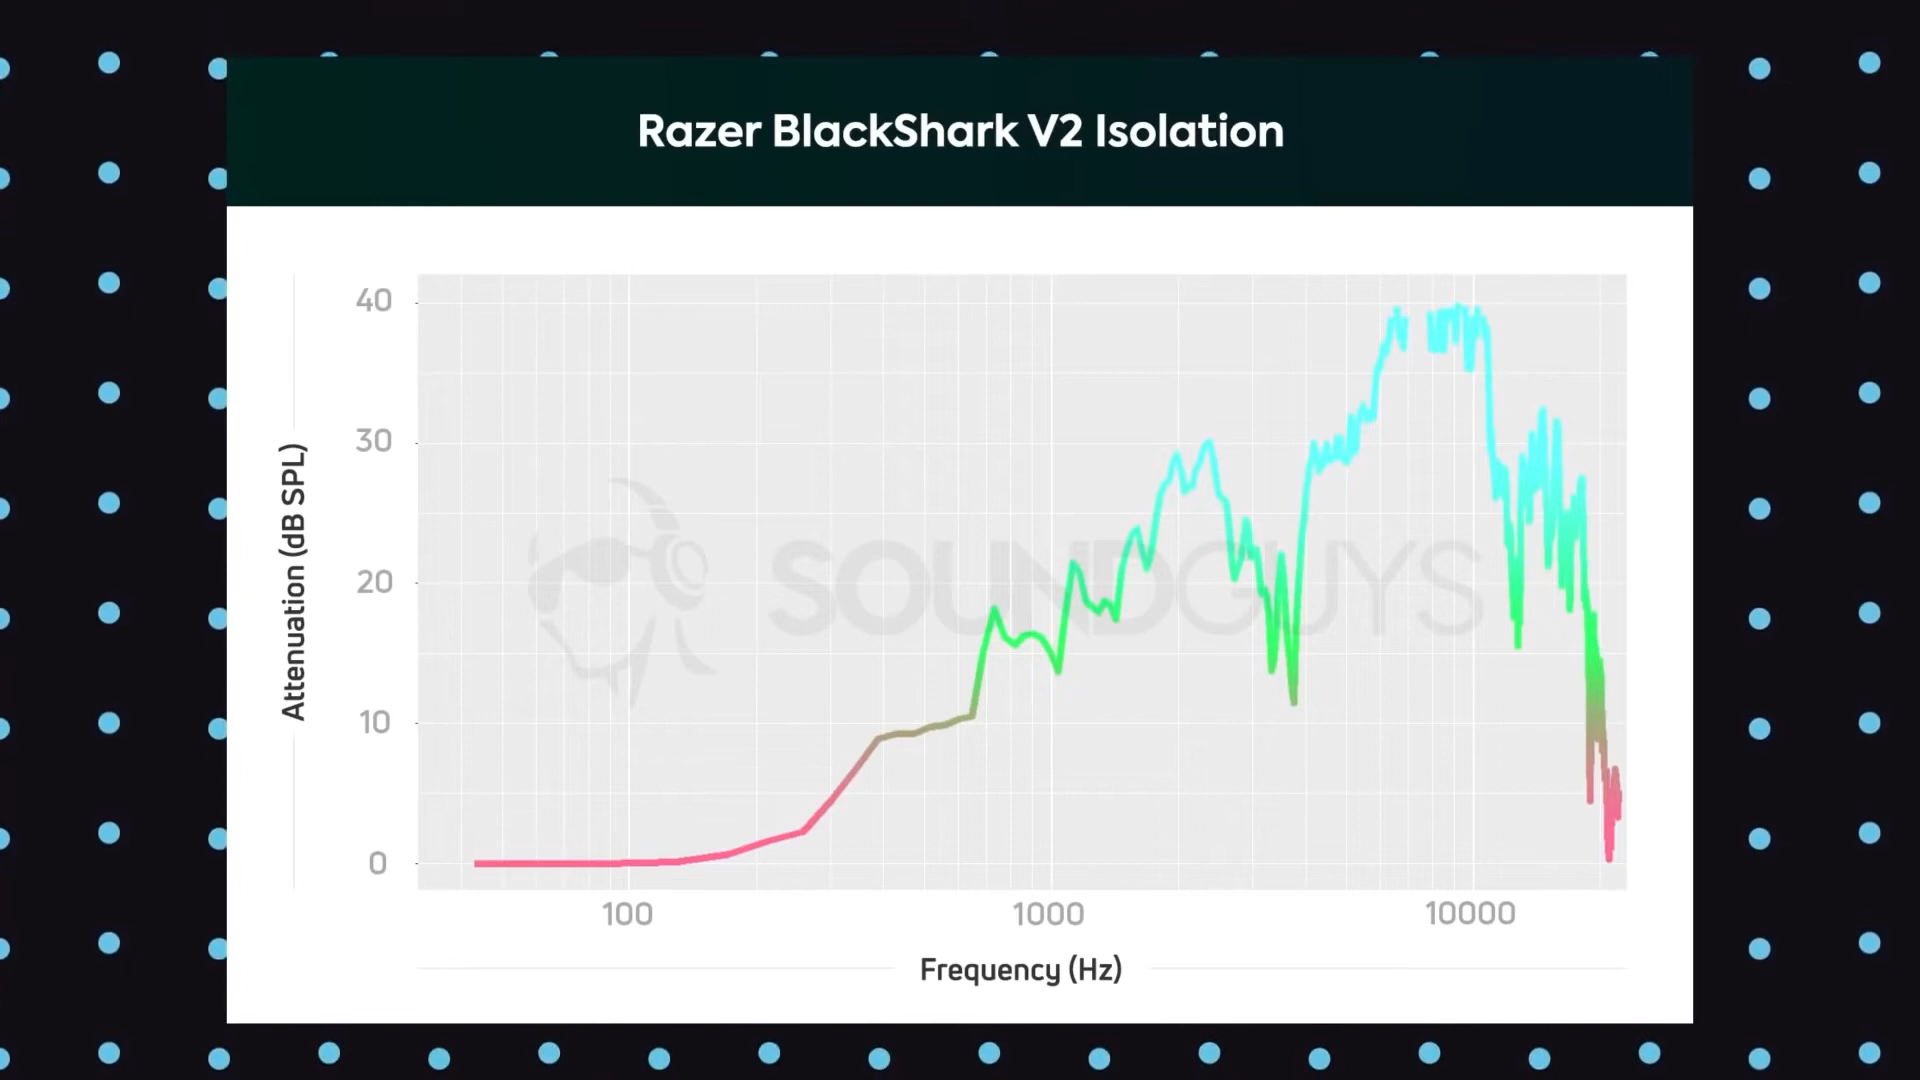 Razer BlackShark V2 Isolation
40
30
20
10
0
Attenuation (dB SPL)
SOUNDGUYS
100 1000 10000
Frequency (Hz)